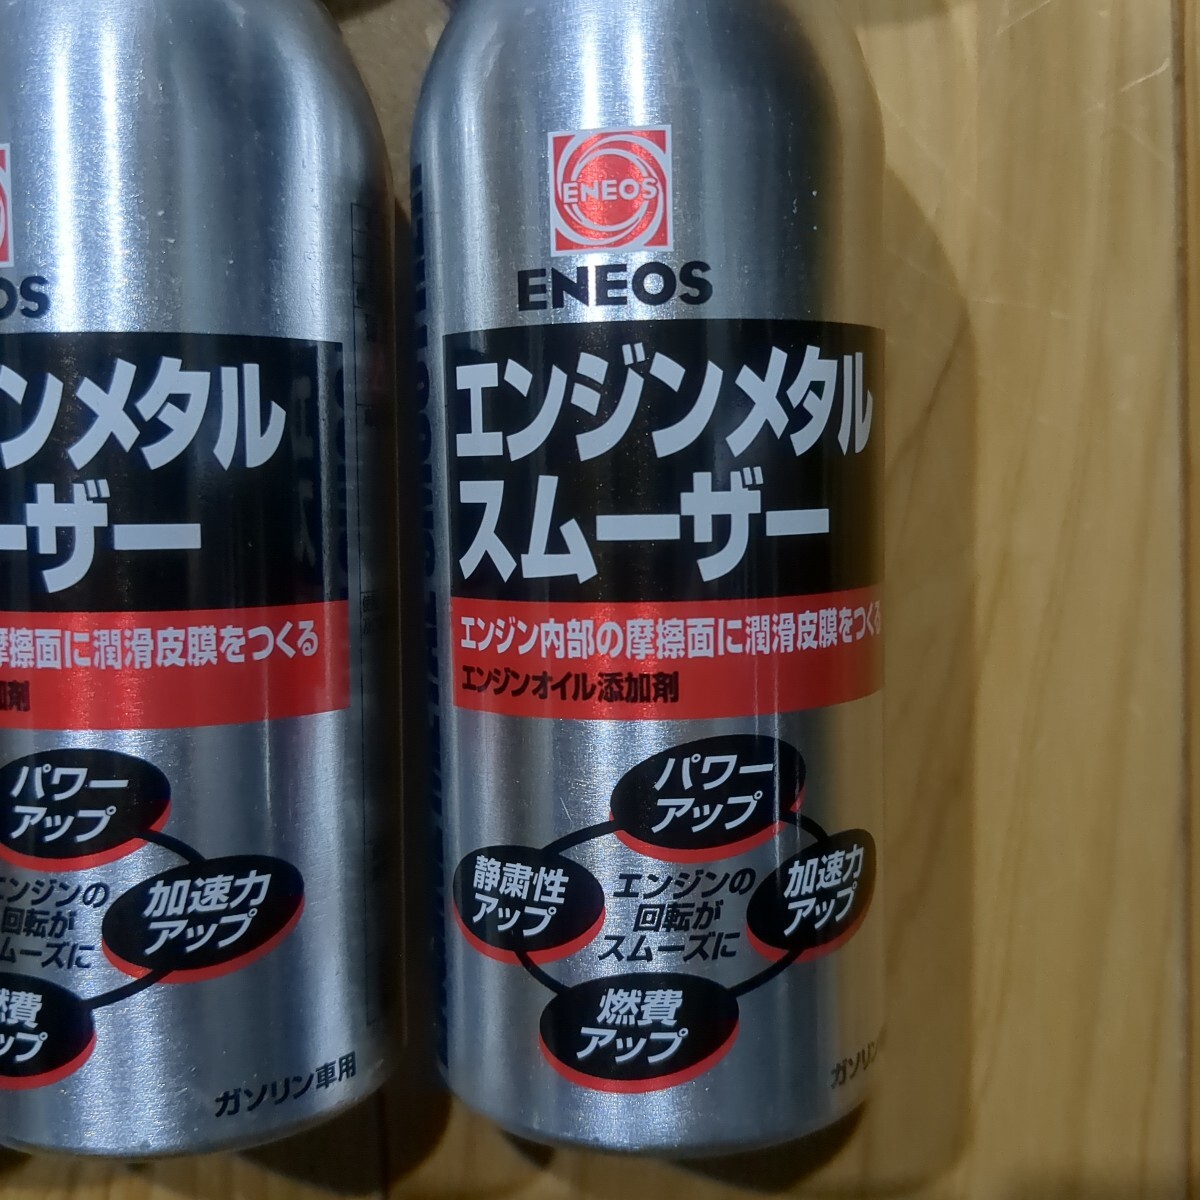 OS
ンメタル
ーザー
摩擦面に潤滑皮膜をつくる
加剤
パワー
アップ
加速力
アップ
エンジンの
回転が
ムーズに
燃費
ップ
ガソリン車用
ENEOS
ENEOS
エンジンメタル
スムーザー
エンジン内部の摩擦面に潤滑皮膜をつくる
エンジンオイル添加剤
パワー
アップ
静粛性
アップ
エンジンの
回転が
スムーズに
加速力
アップ
燃費
アップ
ガソリン